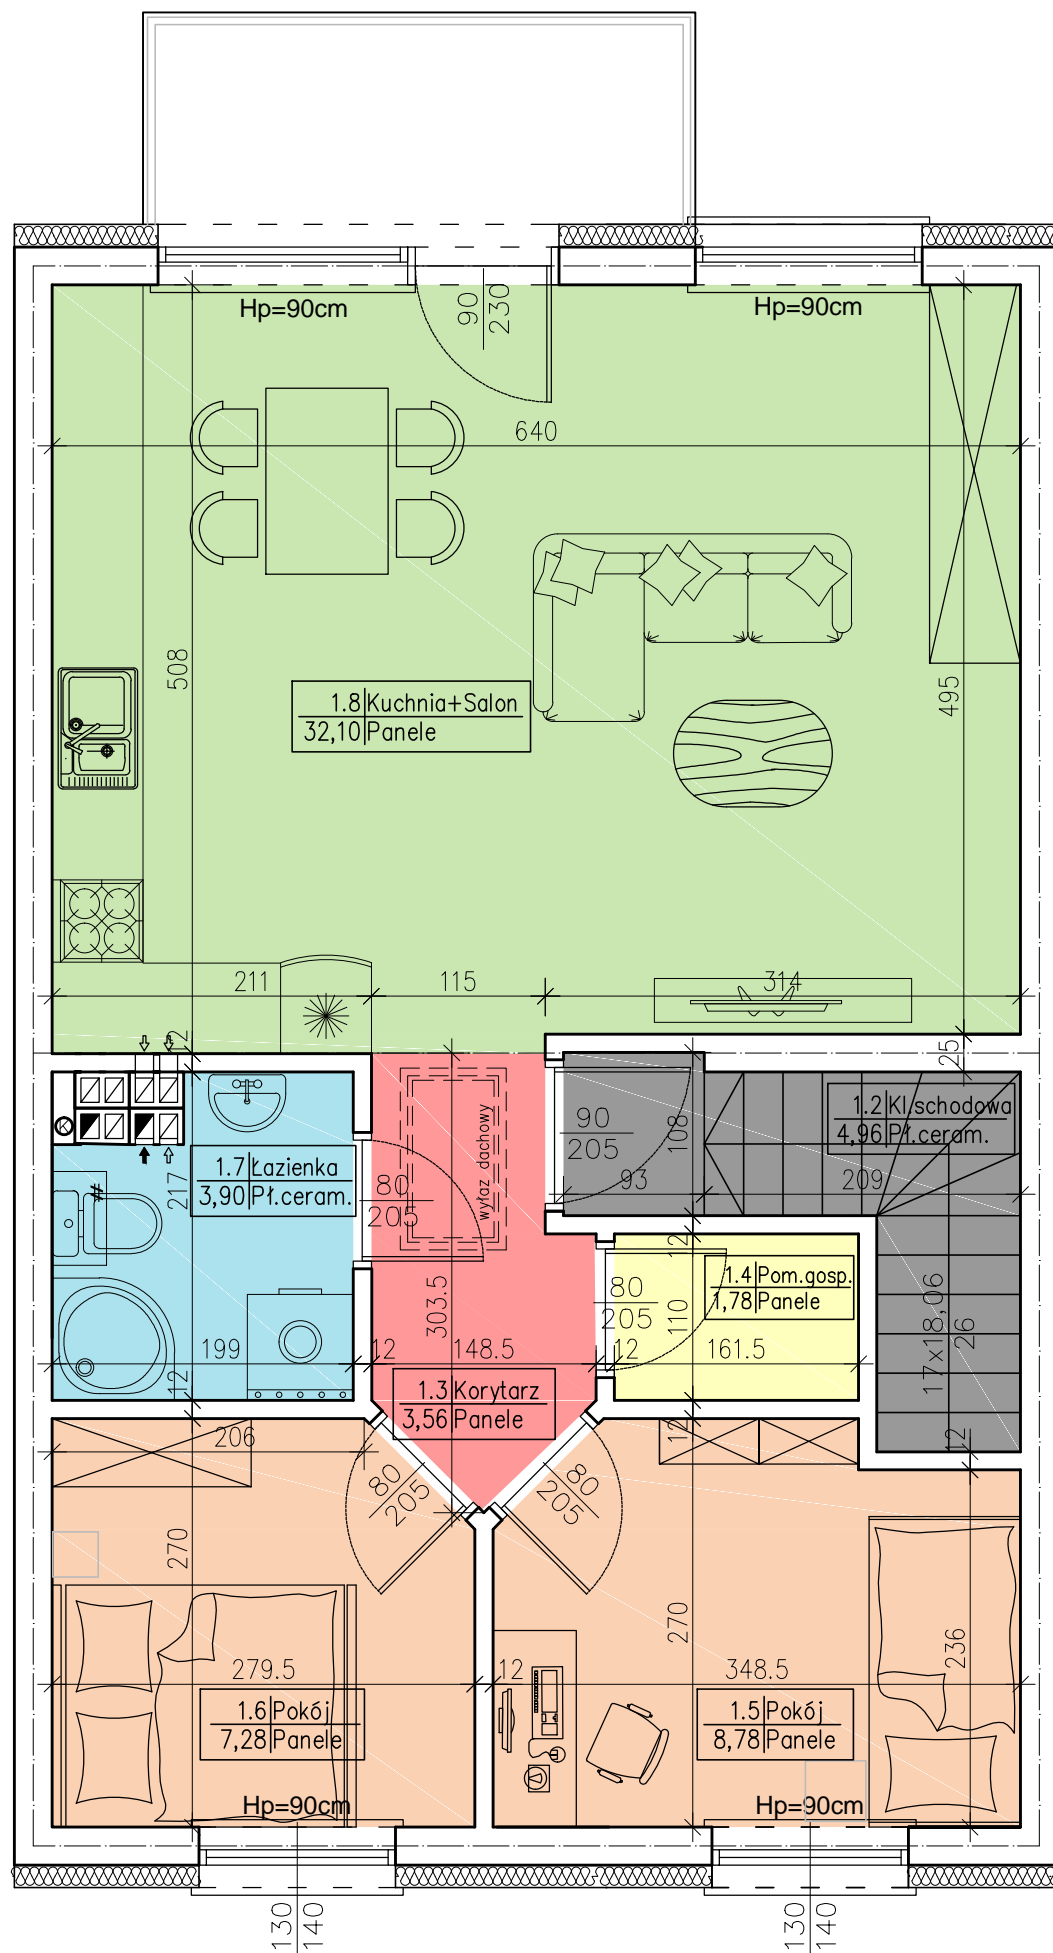 Hp=90cm
90
230
Hp=90cm
640
508
495
1.8 Kuchnia+Salon
32,10 Panele
211
115
314
12
25
1.2 Kl.schodowa
4,96 Pł.ceram.
90
205
108
93
209
wyłaz dachowy
1.7 Łazienka
3,90 Pł.ceram.
217
80
205
12
1.4 Pom.gosp.
1,78 Panele
80
205
110
303.5
17x18,06
26
199
12
148.5
12
161.5
12
1.3 Korytarz
3,56 Panele
12
12
206
80
205
80
205
270
270
236
279.5
12
348.5
1.6 Pokój
7,28 Panele
1.5 Pokój
8,78 Panele
Hp=90cm
Hp=90cm
130
140
130
140